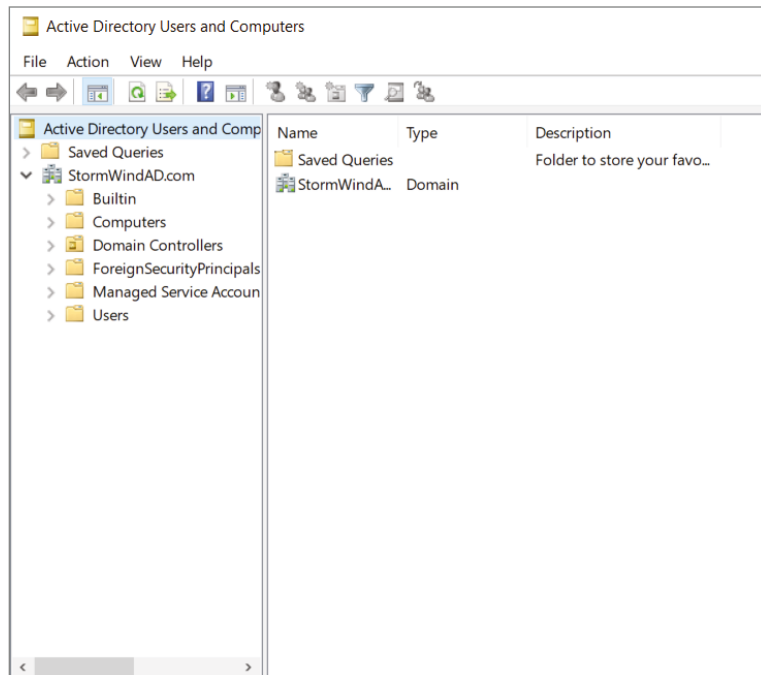 Active Directory Users and Computers
File Action View Help
Active Directory Users and Comp
Saved Queries
StormWindAD.com
Builtin
Computers
Domain Controllers
ForeignSecurityPrincipals
Managed Service Accoun
Users
Name Type Description
Saved Queries Folder to store your favo...
StormWindA... Domain